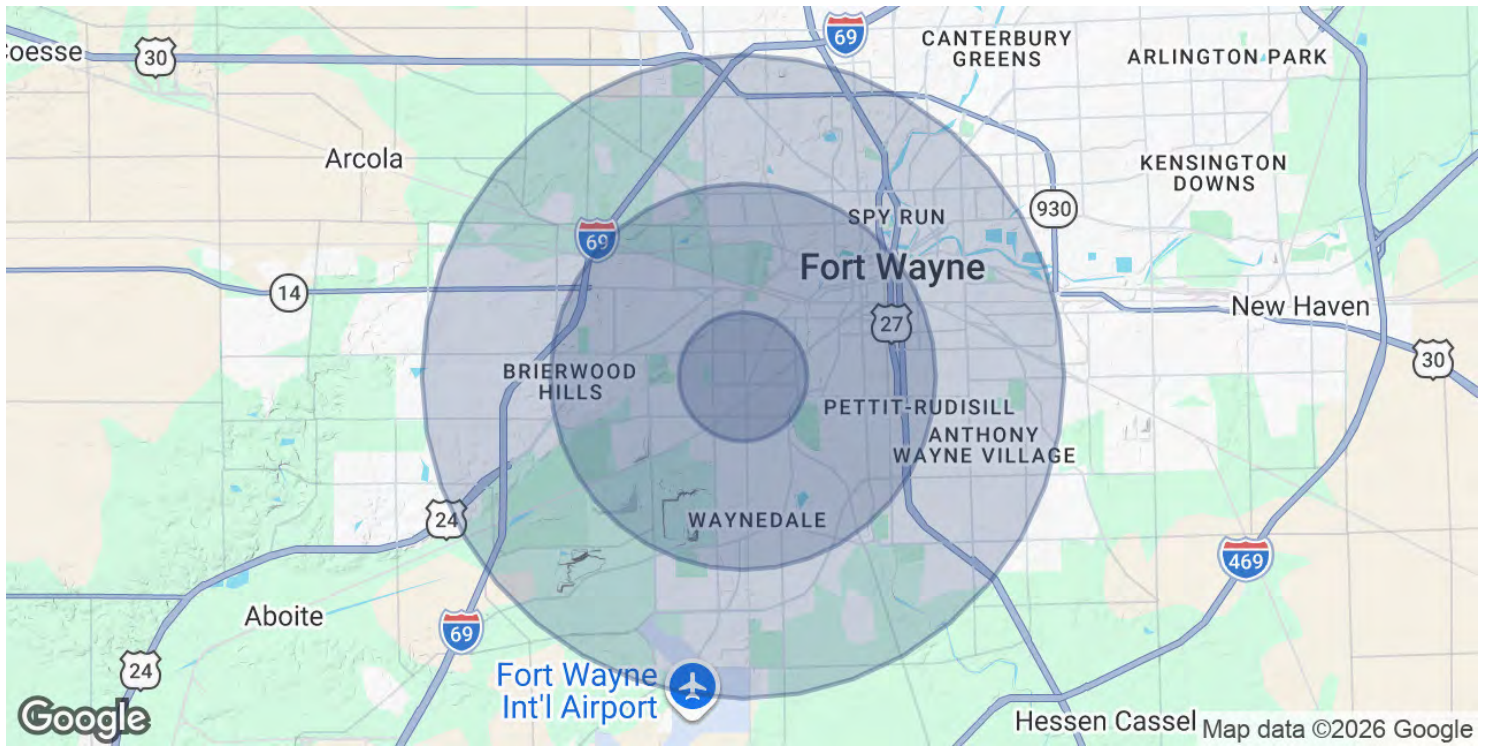 69
CANTERBURY
GREENS
ARLINGTON PARK
oesse
30
Arcola
KENSINGTON
DOWNS
930
SPY RUN
69
Fort Wayne
14
New Haven
27
30
BRIERWOOD
HILLS
PETTIT-RUDISILL
ANTHONY
WAYNE VILLAGE
24
WAYNEDALE
469
Aboite
69
24
Fort Wayne
Int'l Airport
Google
Hessen Cassel
Map data ©2026 Google